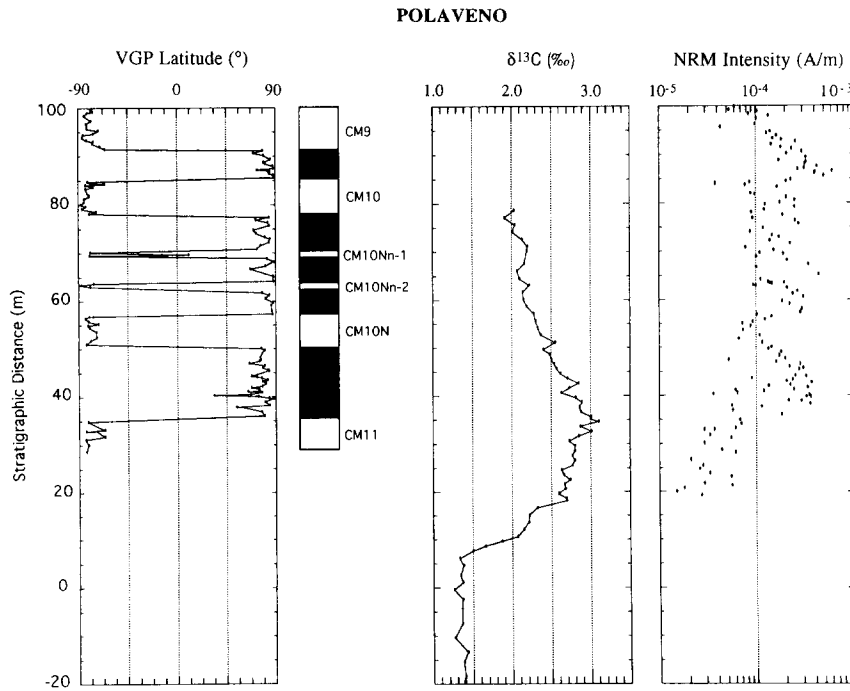 POLAVENO
VGP Latitude (°) δ13C (‰) NRM Intensity (A/m)
-90 0 90 1.0 2.0 3.0 10-5 10-4 10-3
100
CM9
CM10
80
CM10Nn-1
CM10Nn-2
60
CM10N
40
CM11
20
0
-20
Stratigraphic Distance (m)